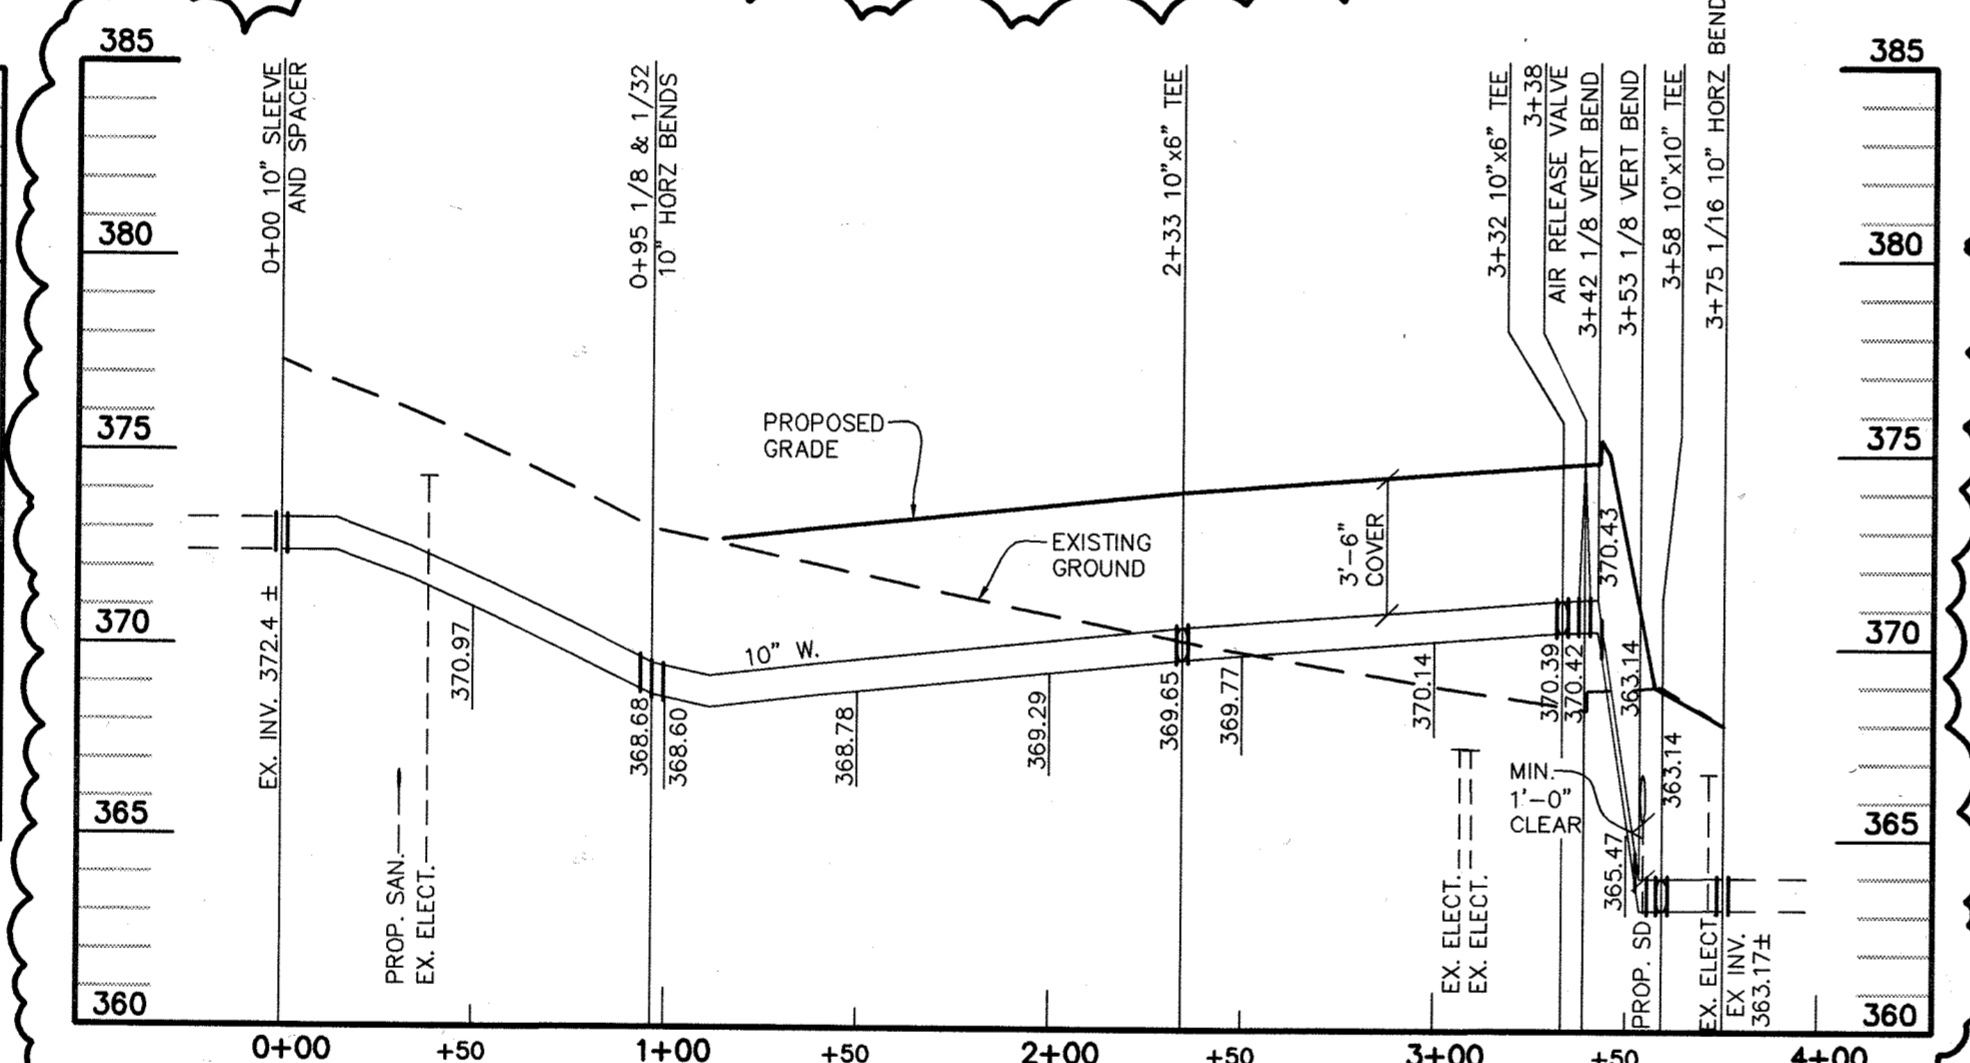 385
385
380
380
375
375
370
370
365
365
360
360
0+00 10" SLEEVE
AND SPACER
0+95 1/8 & 1/32
10" HORZ BENDS
2+33 10"x6" TEE
3+32 10"x6" TEE
3+38
AIR RELEASE VALVE
3+42 1/8 VERT BEND
3+53 1/8 VERT BEND
3+58 10"x10" TEE
3+75 1/16 10" HORZ BEND
PROPOSED
GRADE
EXISTING
GROUND
3'-6"
COVER
10" W.
EX. INV. 372.4 ±
370.97
368.68
368.60
368.78
369.29
369.65
369.77
370.14
370.39
370.42
370.43
363.14
363.14
365.47
MIN.
1'-0"
CLEAR
PROP. SAN.
EX. ELECT.
EX. ELECT.
EX. ELECT.
PROP. SD
EX. ELECT
EX INV.
363.17±
0+00
+50
1+00
+50
2+00
+50
3+00
+50
4+00